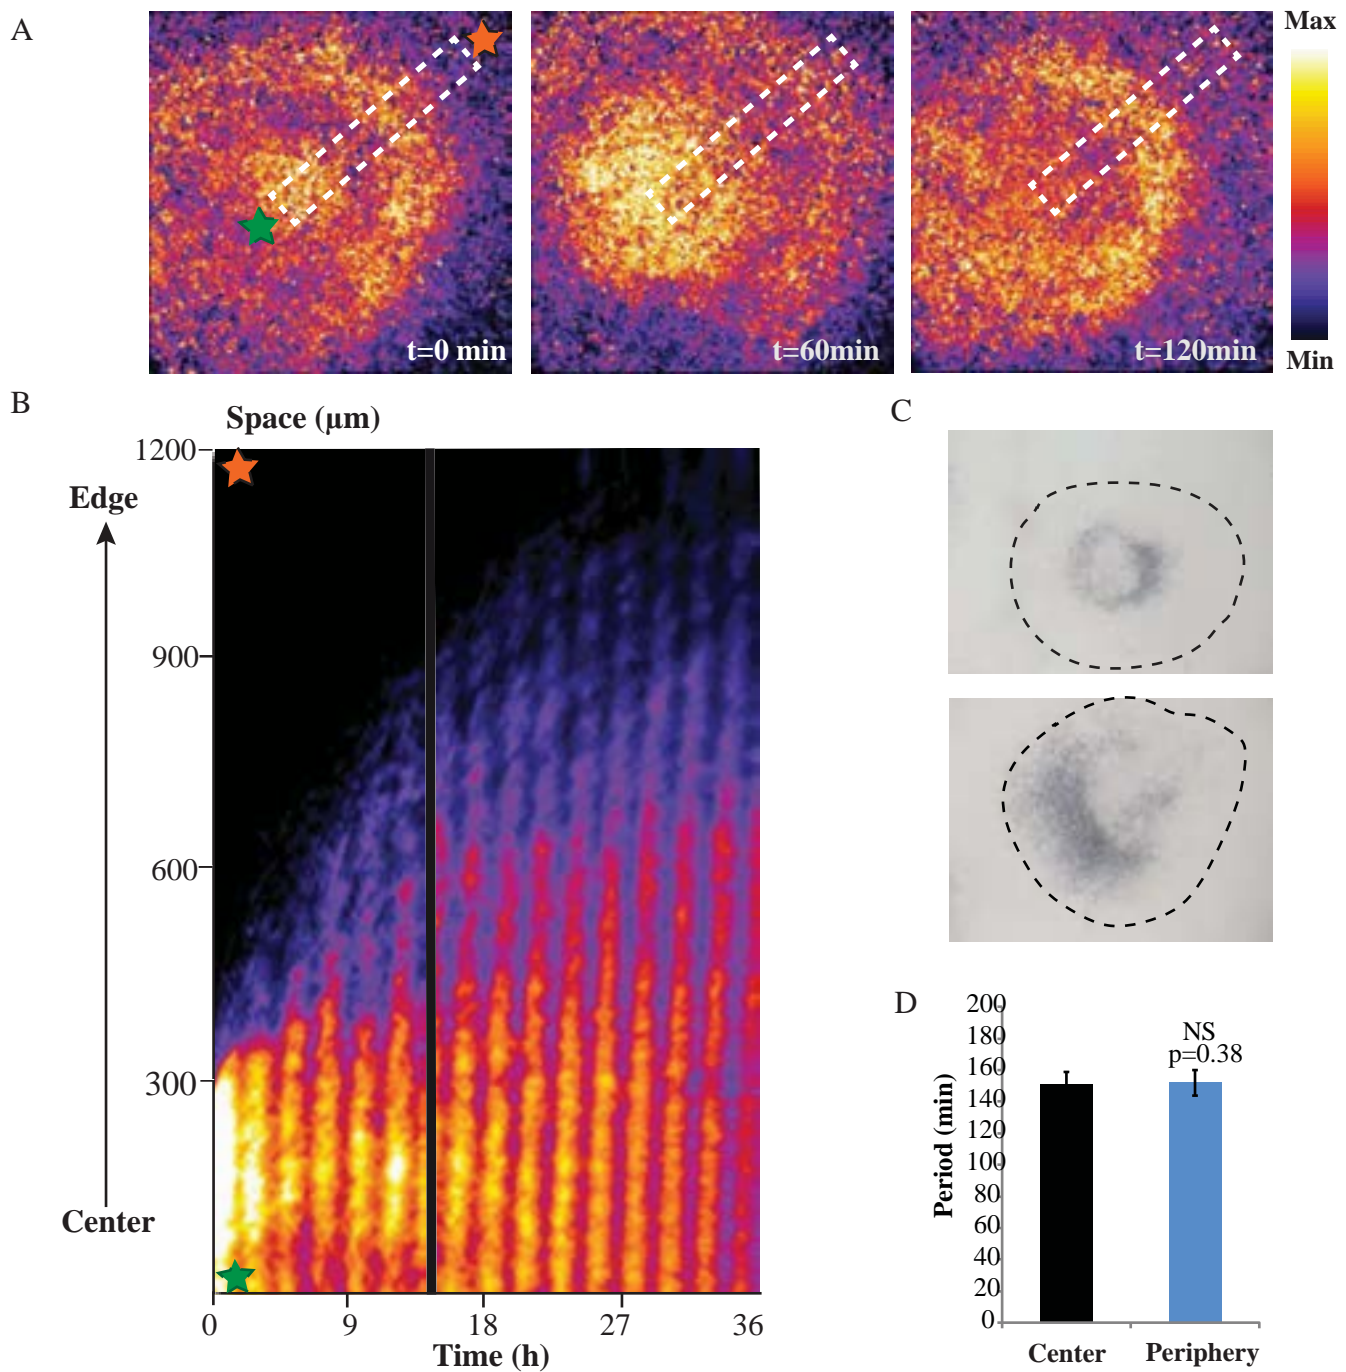 A
Max
t=0 min
t=60min
t=120min
Min
B
Space (µm)
1200
Edge
900
600
300
Center
0
9
18
27
36
Time (h)
C
D
200
180
160
140
120
100
80
60
40
20
0
Period (min)
NS
p=0.38
Center
Periphery